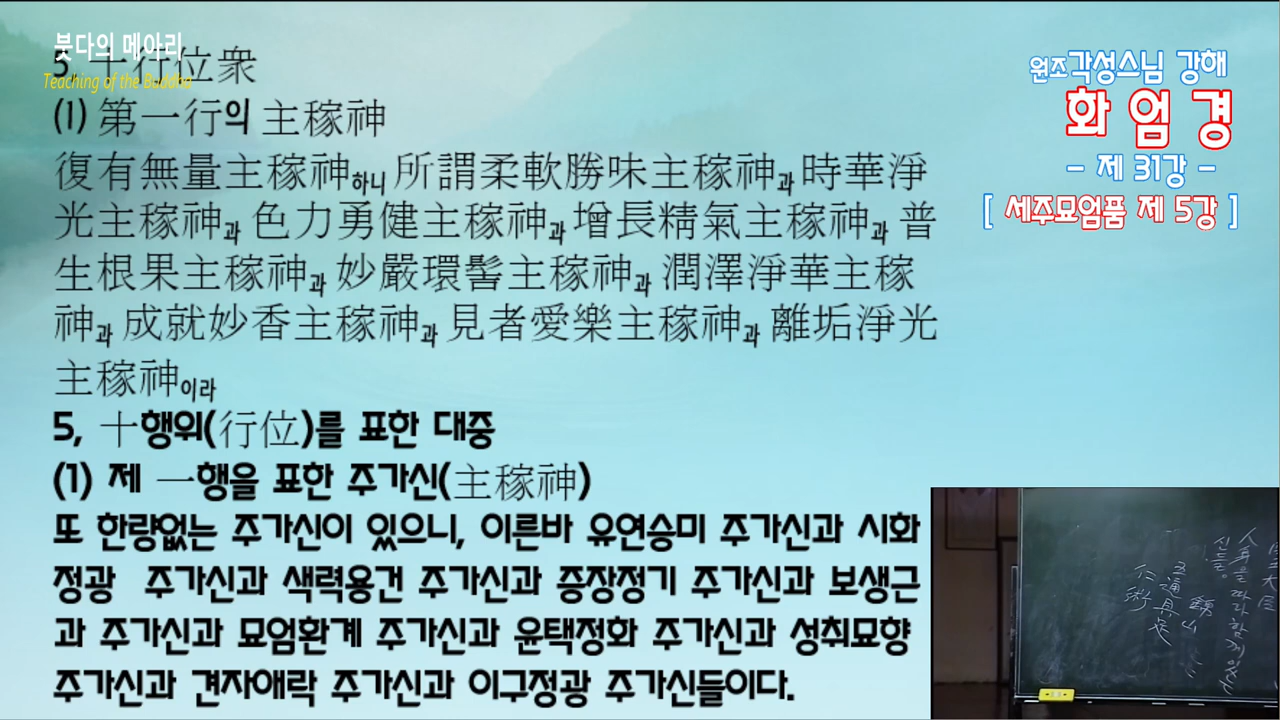 붓다의 메아리
Teaching of the Buddha
5. 十行位衆
(1) 第一行의 主稼神
復有無量主稼神하니 所謂柔軟勝味主稼神과 時華淨
光主稼神과 色力勇健主稼神과 增長精氣主稼神과 普
生根果主稼神과 妙嚴環髻主稼神과 潤澤淨華主稼
神과 成就妙香主稼神과 見者愛樂主稼神과 離垢淨光
主稼神이라
5, 十행위(行位)를 표한 대중
(1) 제 一행을 표한 주가신(主稼神)
또 한량없는 주가신이 있으니, 이른바 유연승미 주가신과 시화
정광 주가신과 색력용건 주가신과 증장정기 주가신과 보생근
과 주가신과 묘엄환계 주가신과 윤택정화 주가신과 성취묘향
주가신과 견자애락 주가신과 이구정광 주가신들이다.
원조각성스님 강해
화 엄 경
- 제 31강 -
[ 세주묘엄품 제 5강 ]
신들
을 따라 함께 있
仁術